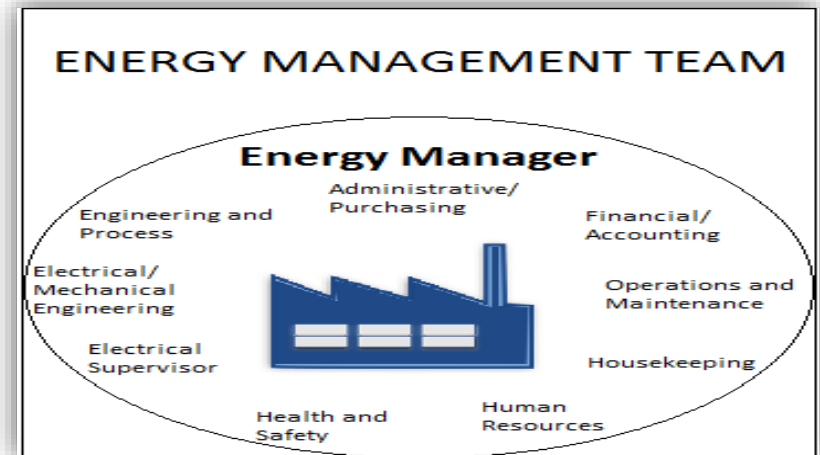 ENERGY MANAGEMENT TEAM
Energy Manager
Administrative/
Purchasing
Engineering and
Process
Financial/
Accounting
Electrical/
Mechanical
Engineering
Operations and
Maintenance
Electrical
Supervisor
Housekeeping
Health and
Safety
Human
Resources